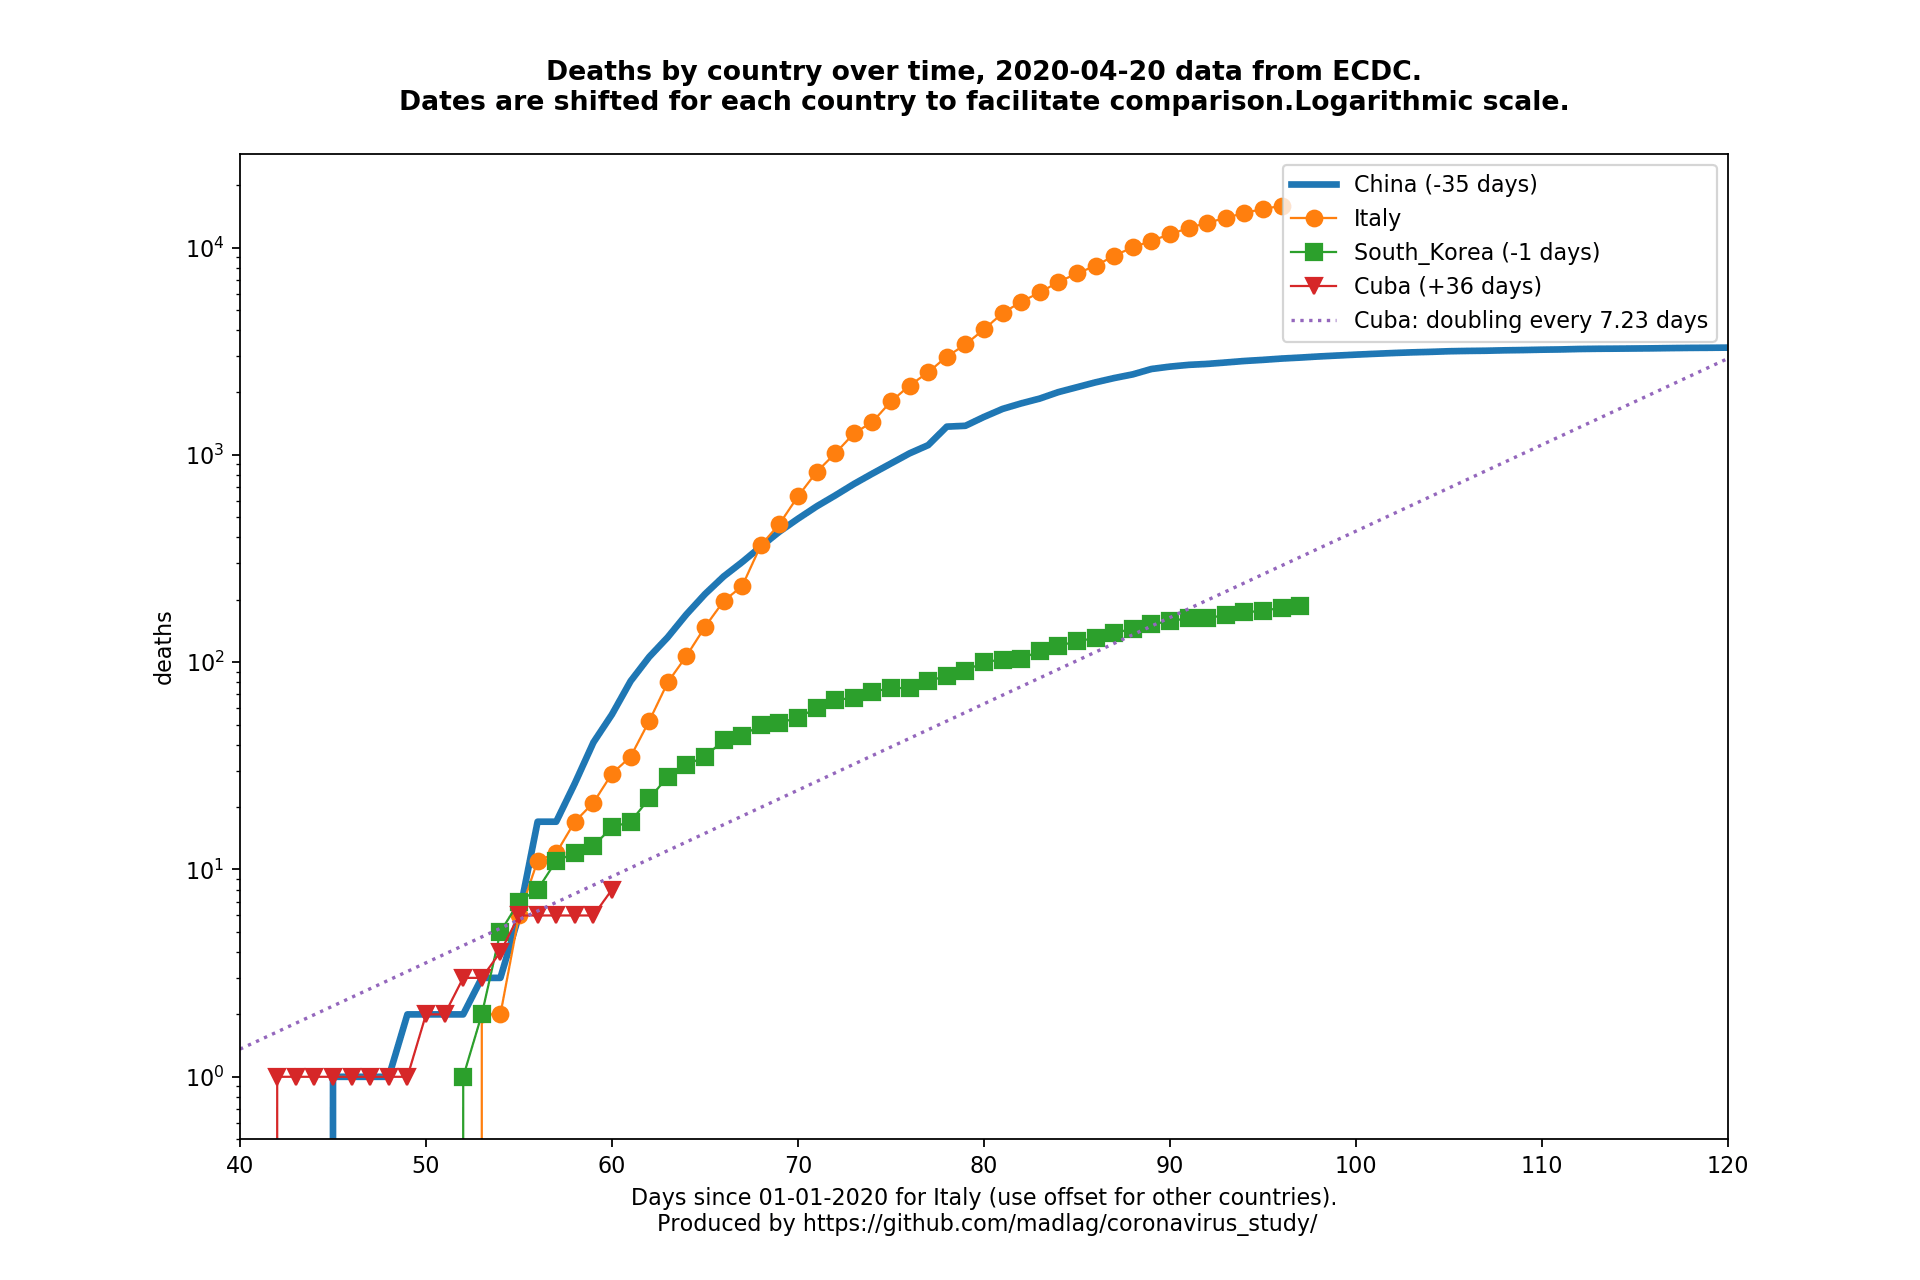 Deaths by country over time, 2020-04-20 data from ECDC.
Dates are shifted for each country to facilitate comparison.Logarithmic scale.
China (-35 days)
Italy
South_Korea (-1 days)
Cuba (+36 days)
Cuba: doubling every 7.23 days
deaths
10⁴
10³
10²
10¹
10⁰
40 50 60 70 80 90 100 110 120
Days since 01-01-2020 for Italy (use offset for other countries).
Produced by https://github.com/madlag/coronavirus_study/